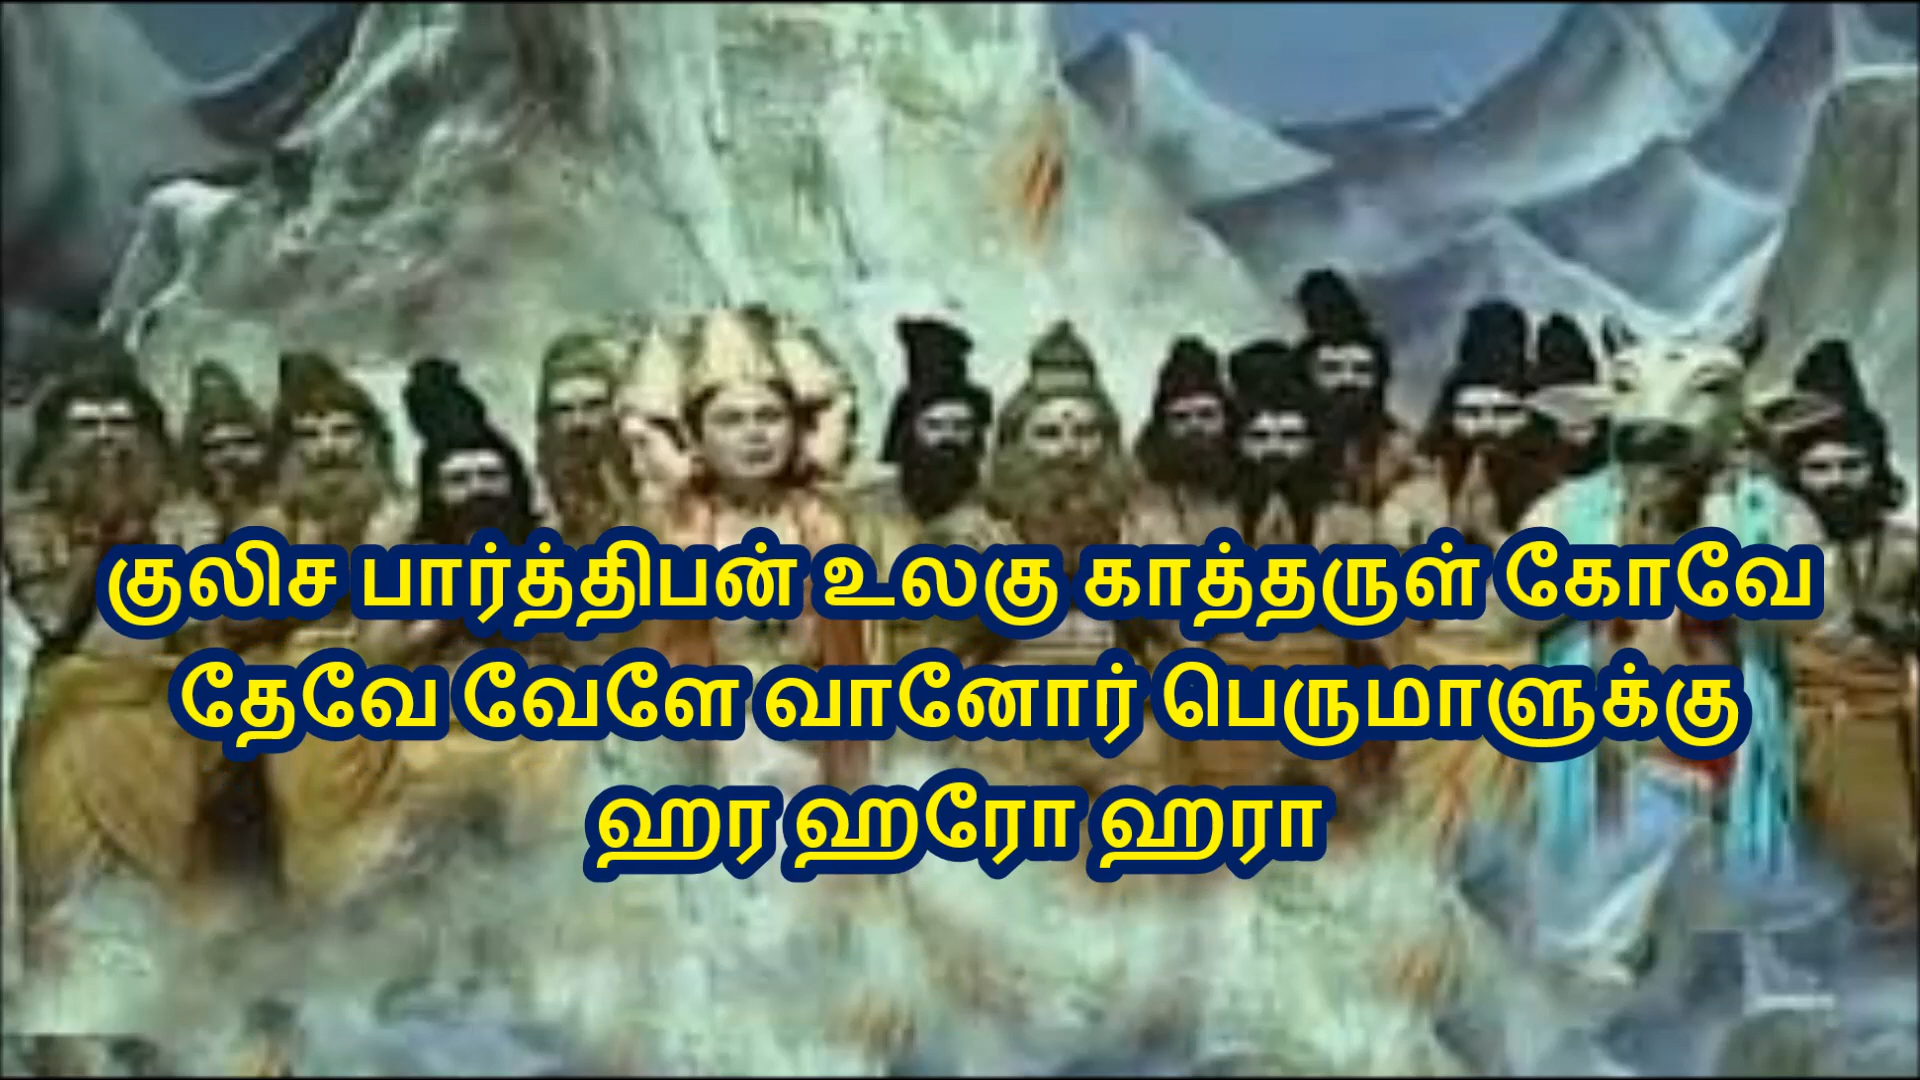 குலிச பார்த்திபன் உலகு காத்தருள் கோவே
தேவே வேளே வானோர் பெருமாளுக்கு
ஹர ஹரோ ஹரா